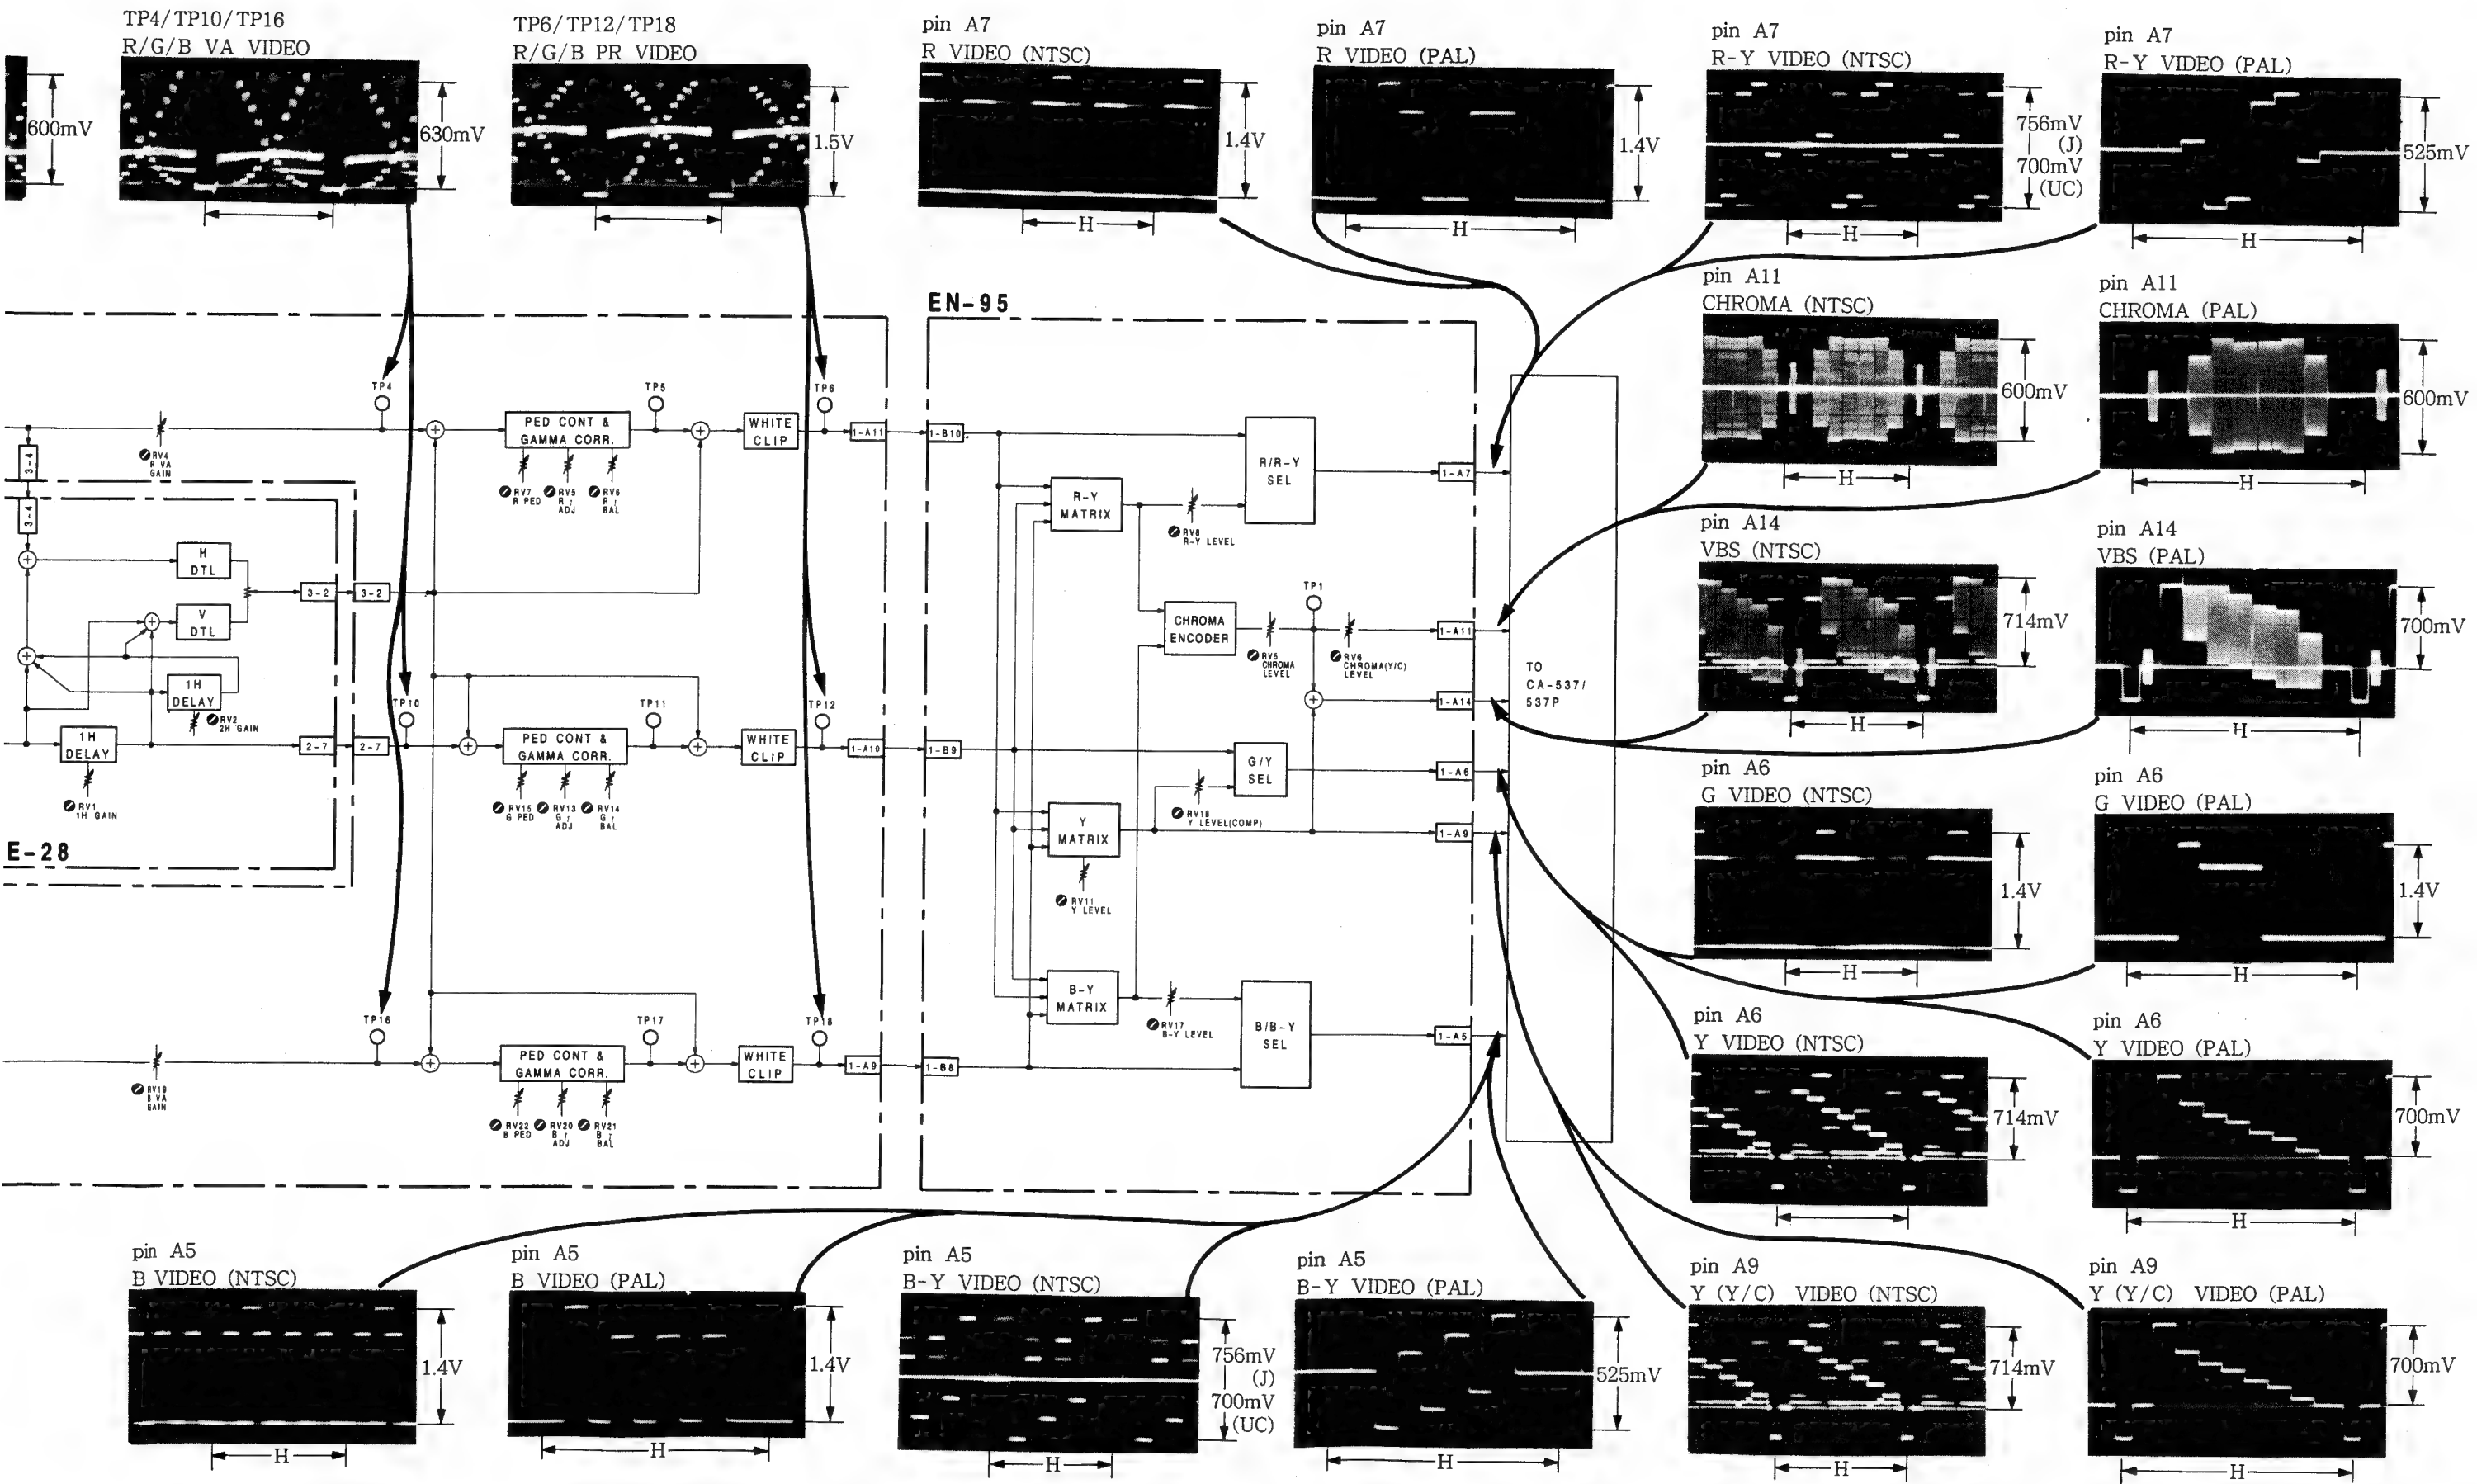 TP4/TP10/TP16
R/G/B VA VIDEO
600mV
630mV
TP6/TP12/TP18
R/G/B PR VIDEO
1.5V
pin A7
R VIDEO (NTSC)
1.4V
H
pin A7
R VIDEO (PAL)
1.4V
H
pin A7
R-Y VIDEO (NTSC)
756mV
(J)
700mV
(UC)
H
pin A7
R-Y VIDEO (PAL)
525mV
H
pin A11
CHROMA (NTSC)
600mV
H
pin A11
CHROMA (PAL)
600mV
H
pin A14
VBS (NTSC)
714mV
H
pin A14
VBS (PAL)
700mV
H
pin A6
G VIDEO (NTSC)
1.4V
H
pin A6
G VIDEO (PAL)
1.4V
H
pin A6
Y VIDEO (NTSC)
714mV
pin A6
Y VIDEO (PAL)
700mV
H
pin A9
Y (Y/C) VIDEO (NTSC)
714mV
H
pin A9
Y (Y/C) VIDEO (PAL)
700mV
H
EN-95
TP4
RV4
R VA
GAIN
3-4
3-4
PED CONT &
GAMMA CORR.
RV7
R PED
RV5
R γ
ADJ
RV6
R γ
BAL
TP5
WHITE
CLIP
TP6
1-A11
1-B10
R-Y
MATRIX
RV8
R-Y LEVEL
R/R-Y
SEL
1-A7
H
DTL
V
DTL
3-2
3-2
1H
DELAY
RV2
2H GAIN
1H
DELAY
RV1
1H GAIN
2-7
2-7
E-28
TP10
PED CONT &
GAMMA CORR.
RV15
G PED
RV13
G γ
ADJ
RV14
G γ
BAL
TP11
WHITE
CLIP
TP12
1-A10
1-B9
CHROMA
ENCODER
RV5
CHROMA
LEVEL
TP1
RV6
CHROMA(Y/C)
LEVEL
1-A11
1-A14
G/Y
SEL
RV18
Y LEVEL(COMP)
1-A6
Y
MATRIX
RV11
Y LEVEL
1-A9
TO
CA-537/
537P
TP16
RV19
B VA
GAIN
PED CONT &
GAMMA CORR.
RV22
B PED
RV20
B γ
ADJ
RV21
B γ
BAL
TP17
WHITE
CLIP
TP18
1-A9
1-B8
B-Y
MATRIX
RV17
B-Y LEVEL
B/B-Y
SEL
1-A5
pin A5
B VIDEO (NTSC)
1.4V
H
pin A5
B VIDEO (PAL)
1.4V
H
pin A5
B-Y VIDEO (NTSC)
756mV
(J)
700mV
(UC)
H
pin A5
B-Y VIDEO (PAL)
525mV
H